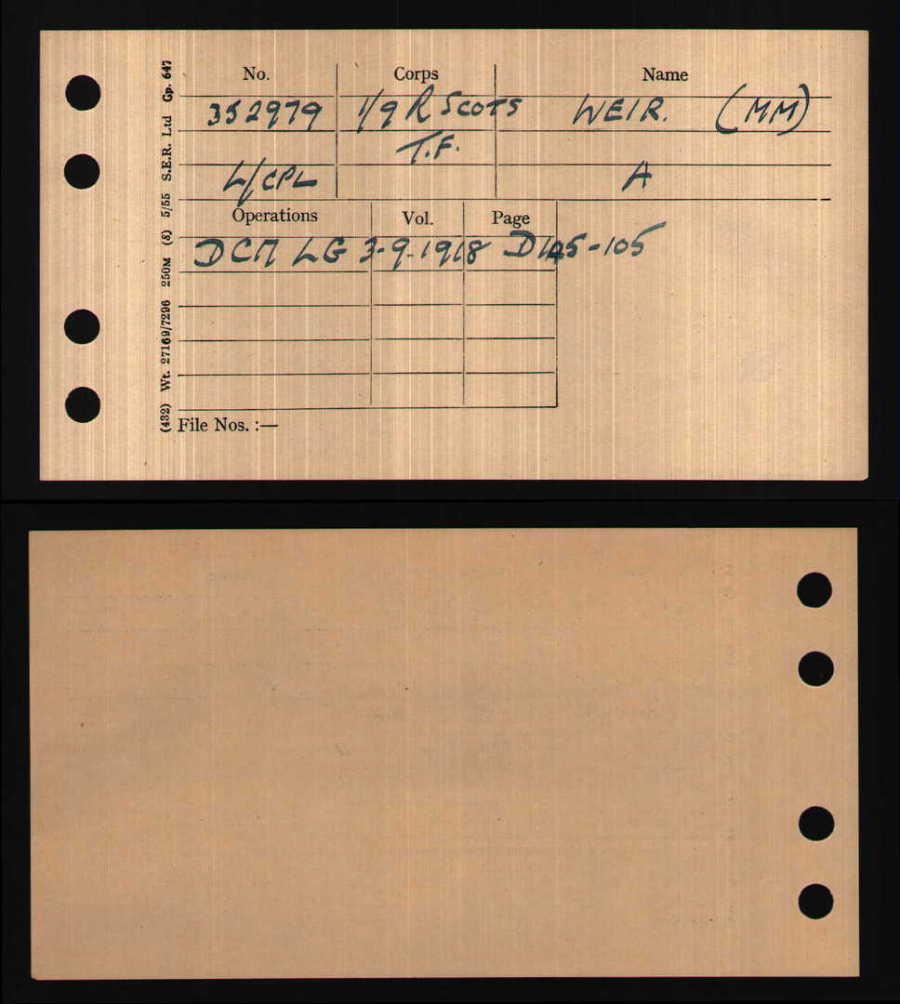 No. Corps Name
352979 1/9 R SCOTS WEIR. (MM)
T.F.
L/CPL A
Operations Vol. Page
DCM LG 3-9-1918 D145-105
File Nos. :—
(432) Wt. 27169/7296 250M (8) 5/55 S.E.R. Ltd Gp. 647